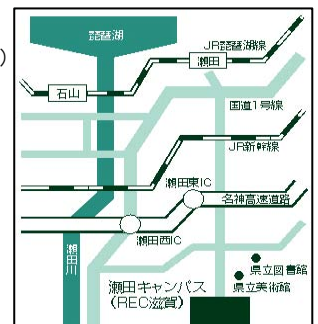 )
琵琶湖
JR琵琶湖線
瀬田
石山
国道1号線
JR新幹線
瀬田東IC
名神高速道路
瀬田西IC
瀬田川
県立図書館
県立美術館
瀬田キャンパス
(REC滋賀)